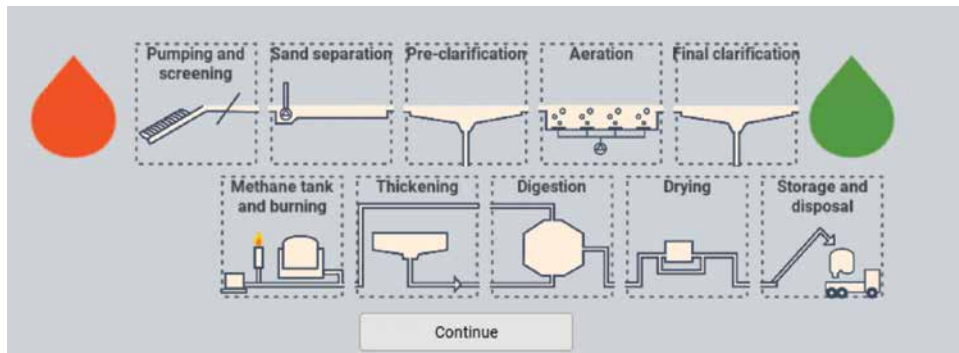 Pumping and
screening
Sand separation
Pre-clarification
Aeration
Final clarification
Methane tank
and burning
Thickening
Digestion
Drying
Storage and
disposal
Continue